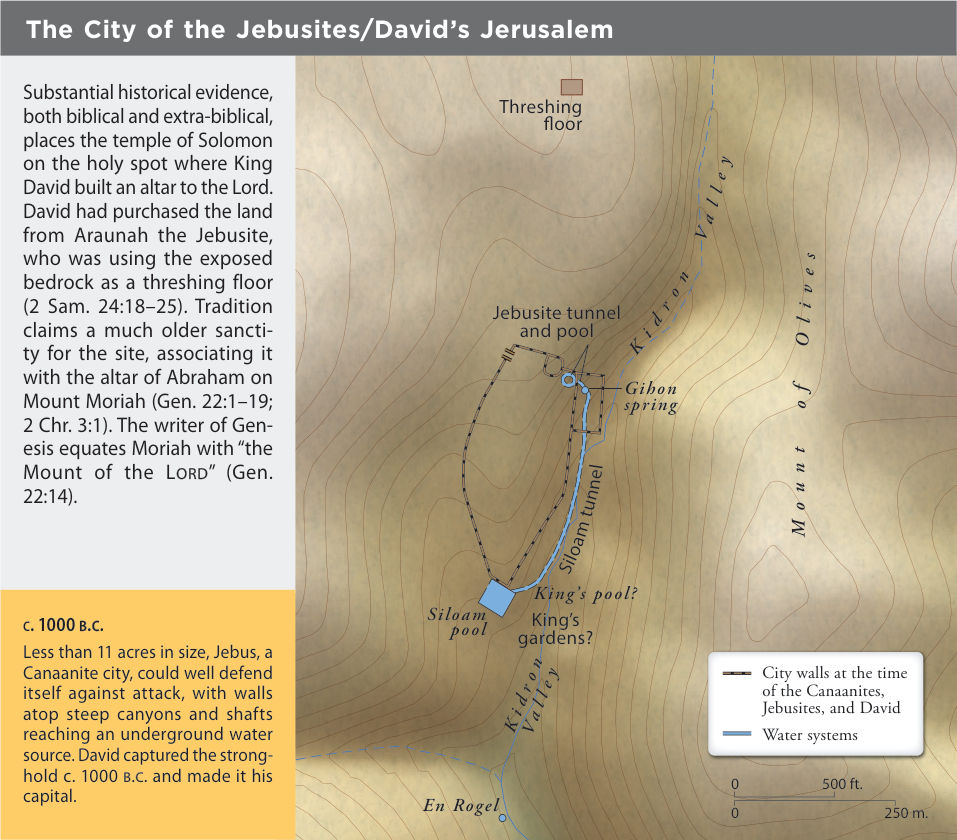 The City of the Jebusites/David's Jerusalem
Substantial historical evidence,
both biblical and extra-biblical,
places the temple of Solomon
on the holy spot where King
David built an altar to the Lord.
David had purchased the land
from Araunah the Jebusite,
who was using the exposed
bedrock as a threshing floor
(2 Sam. 24:18–25). Tradition
claims a much older sancti-
ty for the site, associating it
with the altar of Abraham on
Mount Moriah (Gen. 22:1–19;
2 Chr. 3:1). The writer of Gen-
esis equates Moriah with “the
Mount of the LORD” (Gen.
22:14).
C. 1000 B.C.
Less than 11 acres in size, Jebus, a
Canaanite city, could well defend
itself against attack, with walls
atop steep canyons and shafts
reaching an underground water
source. David captured the strong-
hold c. 1000 B.C. and made it his
capital.
Threshing
floor
Kidron Valley
Mount of Olives
Jebusite tunnel
and pool
Gihon
spring
Siloam tunnel
King's pool?
Siloam
pool
King's
gardens?
Kidron
Valley
En Rogel
City walls at the time
of the Canaanites,
Jebusites, and David
Water systems
0 500 ft.
0 250 m.